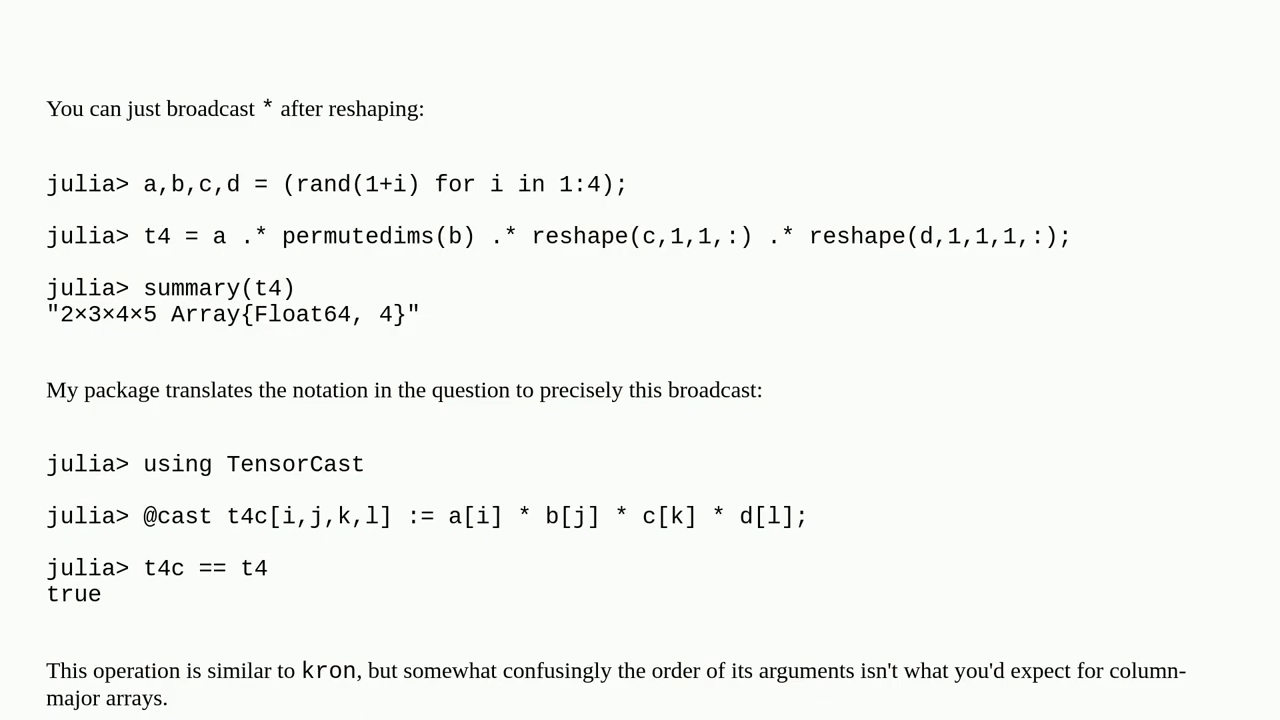 You can just broadcast * after reshaping:
julia> a,b,c,d = (rand(1+i) for i in 1:4);
julia> t4 = a .* permutedims(b) .* reshape(c,1,1,:) .* reshape(d,1,1,1,:);
julia> summary(t4)
"2×3×4×5 Array{Float64, 4}"
My package translates the notation in the question to precisely this broadcast:
julia> using TensorCast
julia> @cast t4c[i,j,k,l] := a[i] * b[j] * c[k] * d[l];
julia> t4c == t4
true
This operation is similar to kron, but somewhat confusingly the order of its arguments isn't what you'd expect for column-
major arrays.